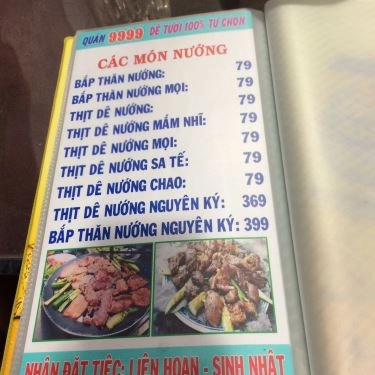 QUÁN 9999 DÊ TƯƠI 100% TỰ CHỌN
CÁC MÓN NƯỚNG
BẮP THĂN NƯỚNG: 79
BẮP THĂN NƯỚNG MỌI: 79
THỊT DÊ NƯỚNG: 79
THỊT DÊ NƯỚNG MẮM NHĨ: 79
THỊT DÊ NƯỚNG MỌI: 79
THỊT DÊ NƯỚNG SA TẾ: 79
THỊT DÊ NƯỚNG CHAO: 79
THỊT DÊ NƯỚNG NGUYÊN KÝ: 369
BẮP THĂN NƯỚNG NGUYÊN KÝ: 399
NHẬN ĐẶT TIỆC: LIÊN HOAN - SINH NHẬT